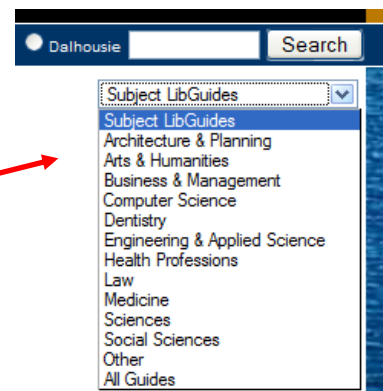 Dalhousie Search
Subject LibGuides
Subject LibGuides
Architecture & Planning
Arts & Humanities
Business & Management
Computer Science
Dentistry
Engineering & Applied Science
Health Professions
Law
Medicine
Sciences
Social Sciences
Other
All Guides